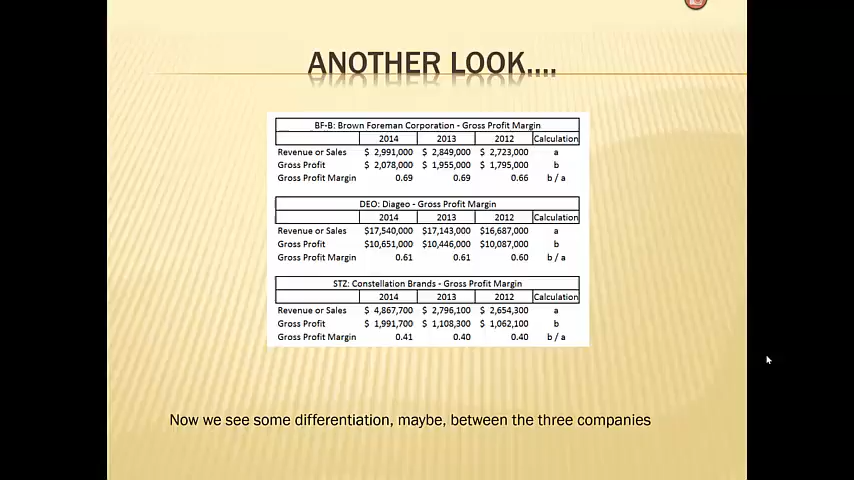 ANOTHER LOOK....
BF-B: Brown Foreman Corporation - Gross Profit Margin
2014 2013 2012 Calculation
Revenue or Sales $ 2,991,000 $ 2,849,000 $ 2,723,000 a
Gross Profit $ 2,078,000 $ 1,955,000 $ 1,795,000 b
Gross Profit Margin 0.69 0.69 0.66 b / a
DEO: Diageo - Gross Profit Margin
2014 2013 2012 Calculation
Revenue or Sales $17,540,000 $17,143,000 $16,687,000 a
Gross Profit $10,651,000 $10,446,000 $10,087,000 b
Gross Profit Margin 0.61 0.61 0.60 b / a
STZ: Constellation Brands - Gross Profit Margin
2014 2013 2012 Calculation
Revenue or Sales $ 4,867,700 $ 2,796,100 $ 2,654,300 a
Gross Profit $ 1,991,700 $ 1,108,300 $ 1,062,100 b
Gross Profit Margin 0.41 0.40 0.40 b / a
Now we see some differentiation, maybe, between the three companies